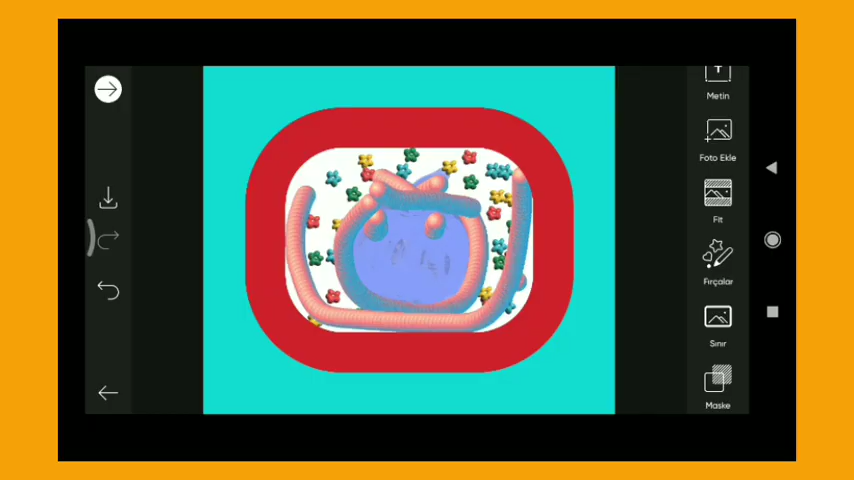 Metin
Foto Ekle
Fit
Fırçalar
Sınır
Maske